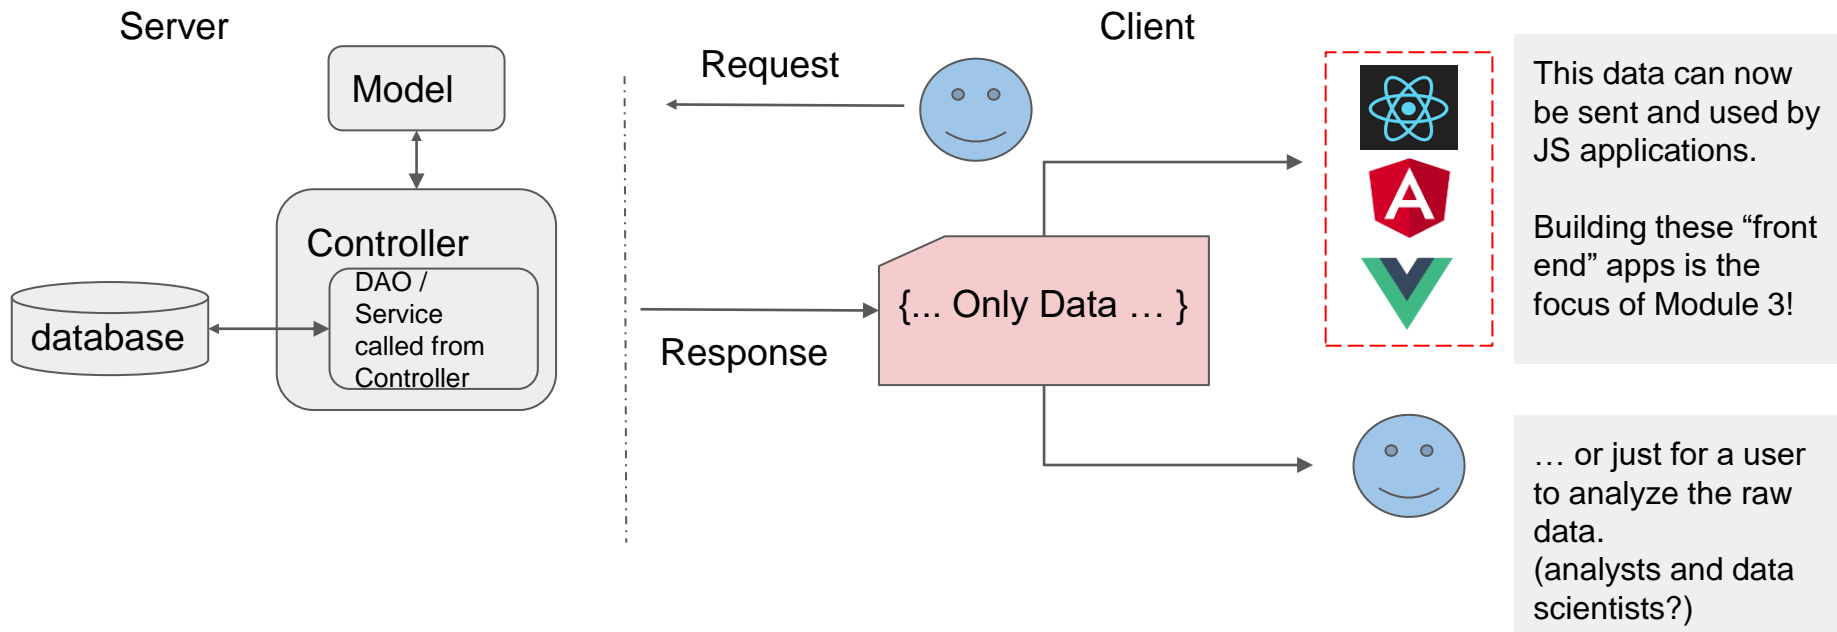 Server
Model
Controller
DAO /
Service
called from
Controller
database
Request
Response
Client
{... Only Data … }
This data can now
be sent and used by
JS applications.
Building these “front
end” apps is the
focus of Module 3!
… or just for a user
to analyze the raw
data.
(analysts and data
scientists?)